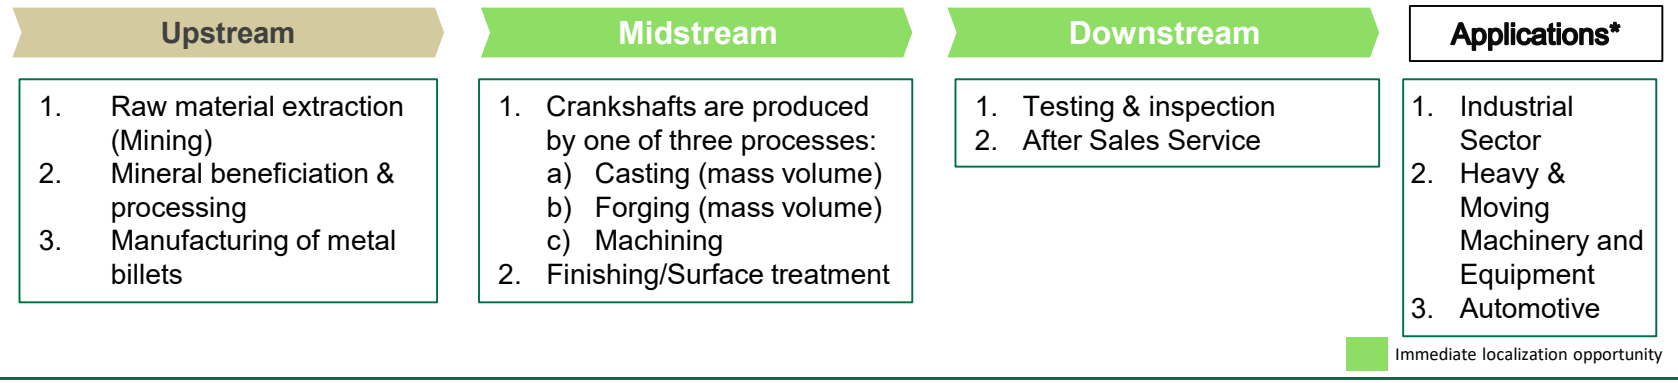 Upstream
1. Raw material extraction
(Mining)
2. Mineral beneficiation &
processing
3. Manufacturing of metal
billets
Midstream
1. Crankshafts are produced
by one of three processes:
a) Casting (mass volume)
b) Forging (mass volume)
c) Machining
2. Finishing/Surface treatment
Downstream
1. Testing & inspection
2. After Sales Service
Applications*
1. Industrial
Sector
2. Heavy &
Moving
Machinery and
Equipment
3. Automotive
Immediate localization opportunity